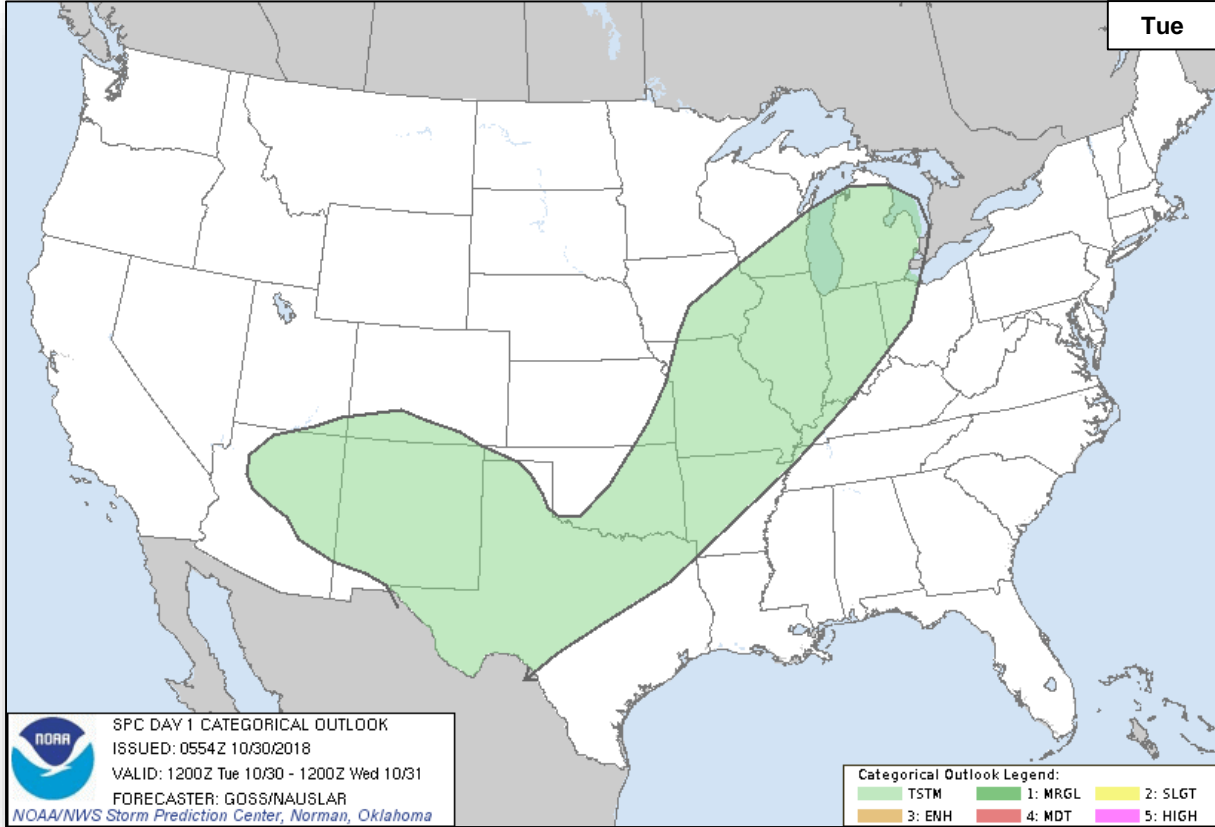 Tue
SPC DAY 1 CATEGORICAL OUTLOOK
ISSUED: 0554Z 10/30/2018
VALID: 1200Z Tue 10/30 - 1200Z Wed 10/31
FORECASTER: GOSS/NAUSLAR
NOAA/NWS Storm Prediction Center, Norman, Oklahoma
NOAA
Categorical Outlook Legend:
TSTM 1: MRGL 2: SLGT
3: ENH 4: MDT 5: HIGH